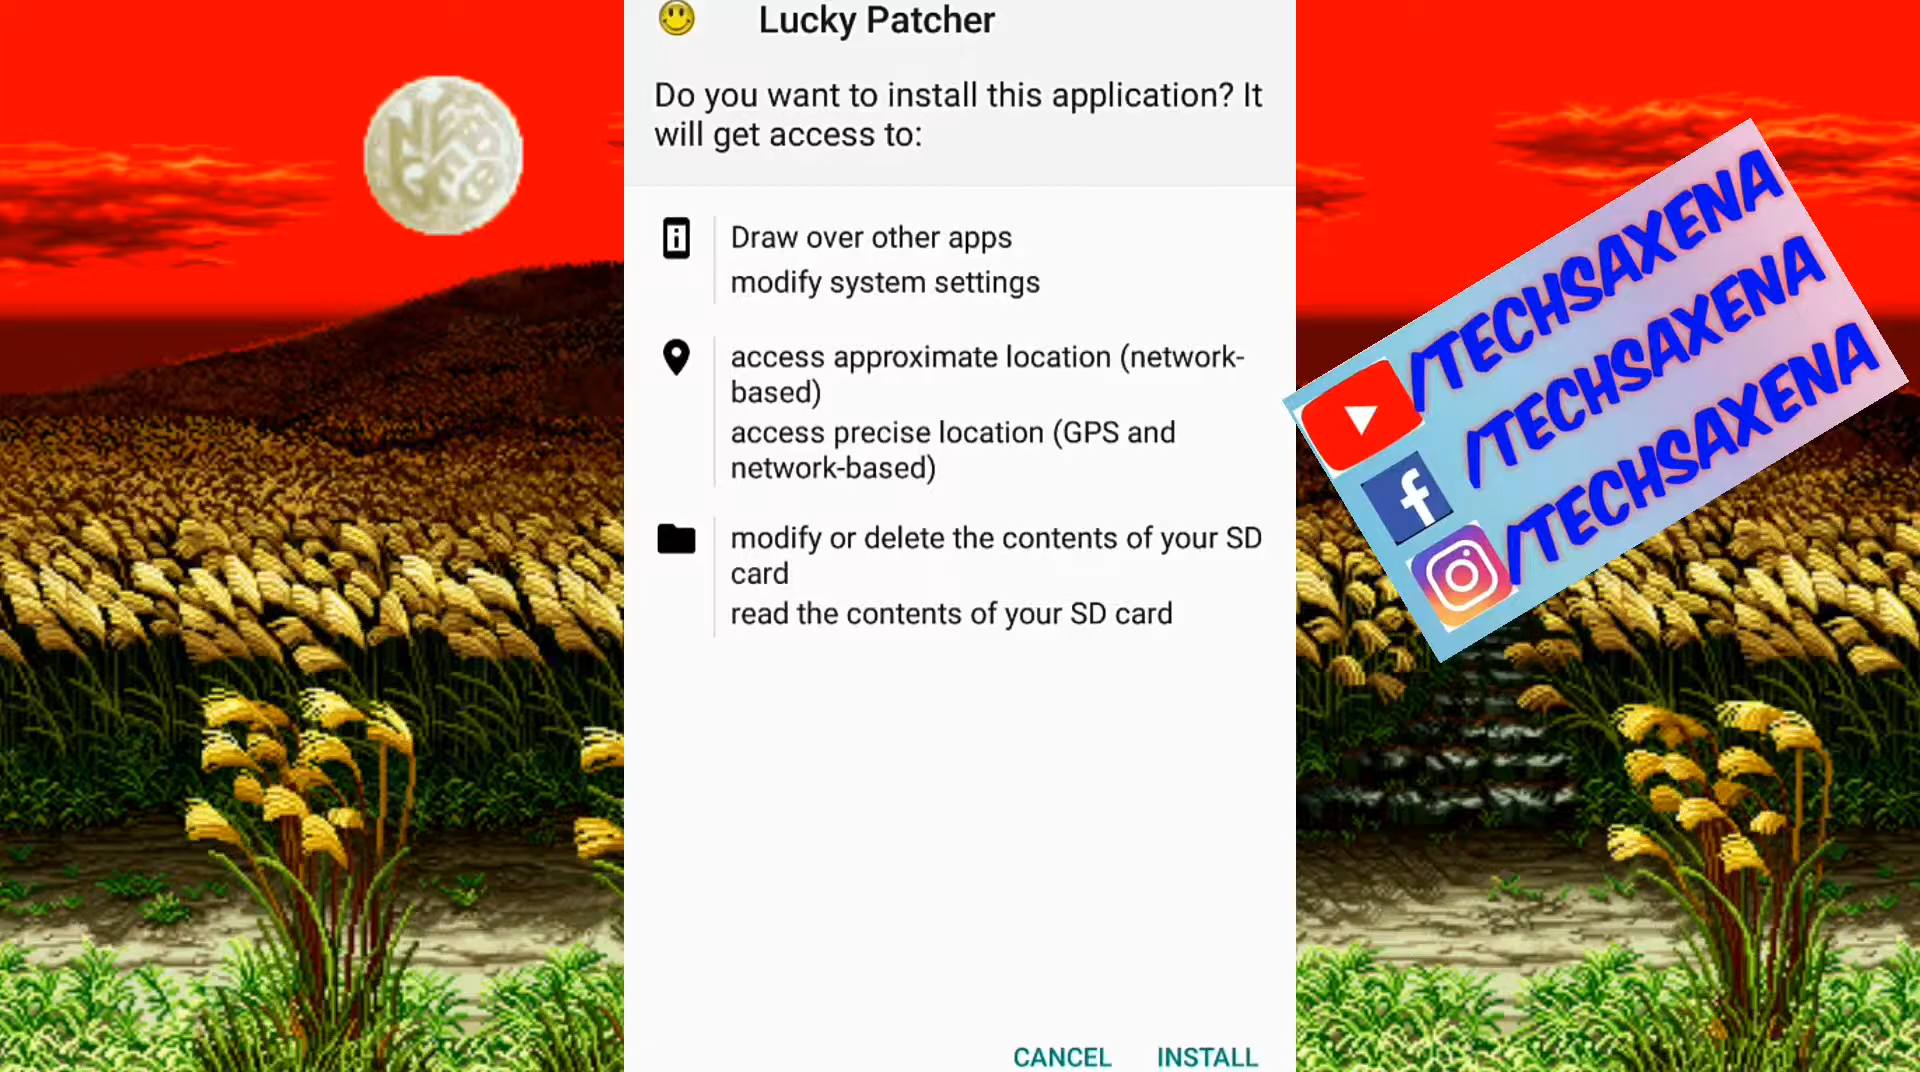 Lucky Patcher
Do you want to install this application? It
will get access to:
Draw over other apps
modify system settings
access approximate location (network-
based)
access precise location (GPS and
network-based)
modify or delete the contents of your SD
card
read the contents of your SD card
CANCEL INSTALL
/TECHSAXENA
/TECHSAXENA
/TECHSAXENA
NEO
GEO